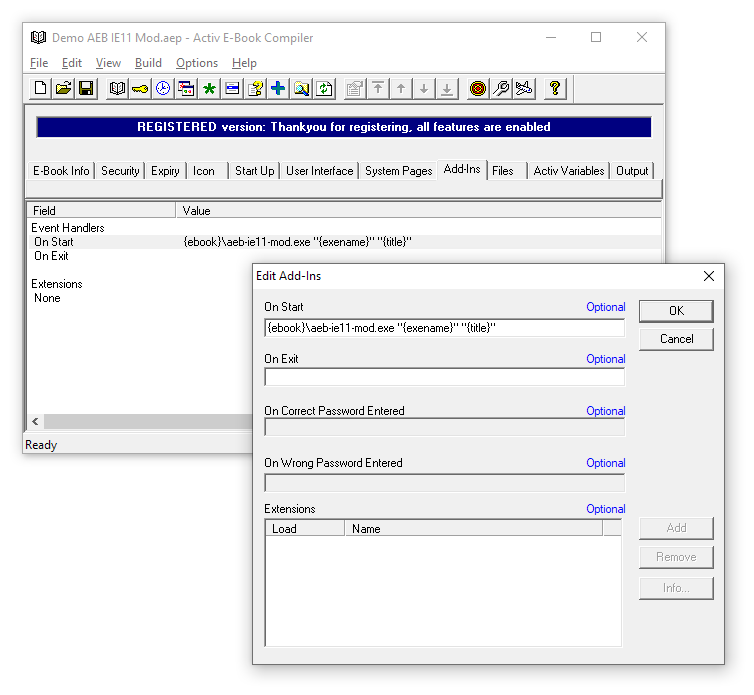 Demo AEB IE11 Mod.aep - Activ E-Book Compiler
File Edit View Build Options Help
REGISTERED version: Thankyou for registering, all features are enabled
E-Book Info Security Expiry Icon Start Up User Interface System Pages Add-Ins Files Activ Variables Output
Field Value
Event Handlers
On Start {ebook}\aeb-ie11-mod.exe "{exename}" "{title}"
On Exit
Extensions
None
Ready
Edit Add-Ins
On Start Optional
OK
{ebook}\aeb-ie11-mod.exe "{exename}" "{title}"
Cancel
On Exit Optional
On Correct Password Entered Optional
On Wrong Password Entered Optional
Extensions Optional
Load Name
Add
Remove
Info...